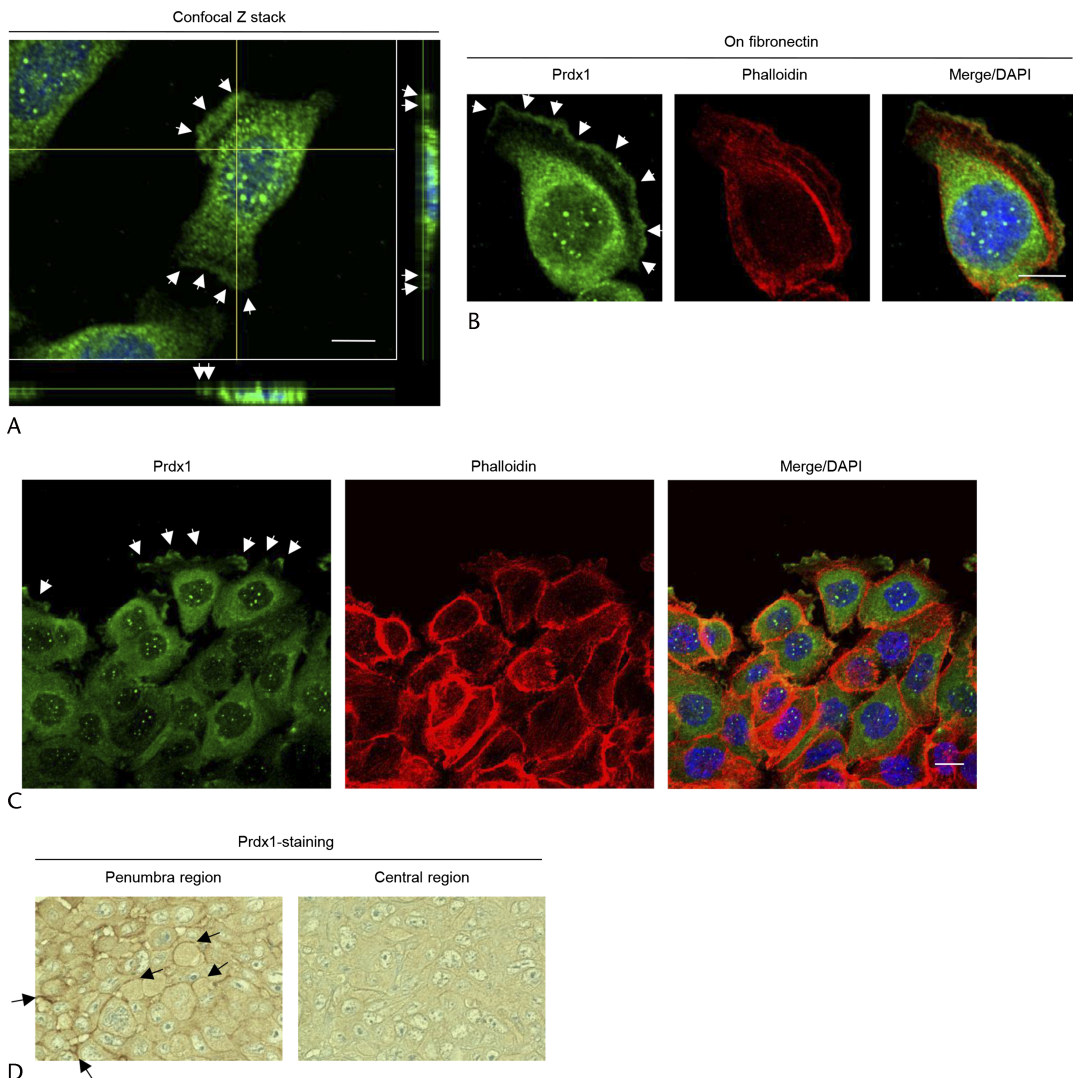 Confocal Z stack
A
On fibronectin
Prdx1
Phalloidin
Merge/DAPI
B
Prdx1
Phalloidin
Merge/DAPI
C
Prdx1-staining
Penumbra region
Central region
D